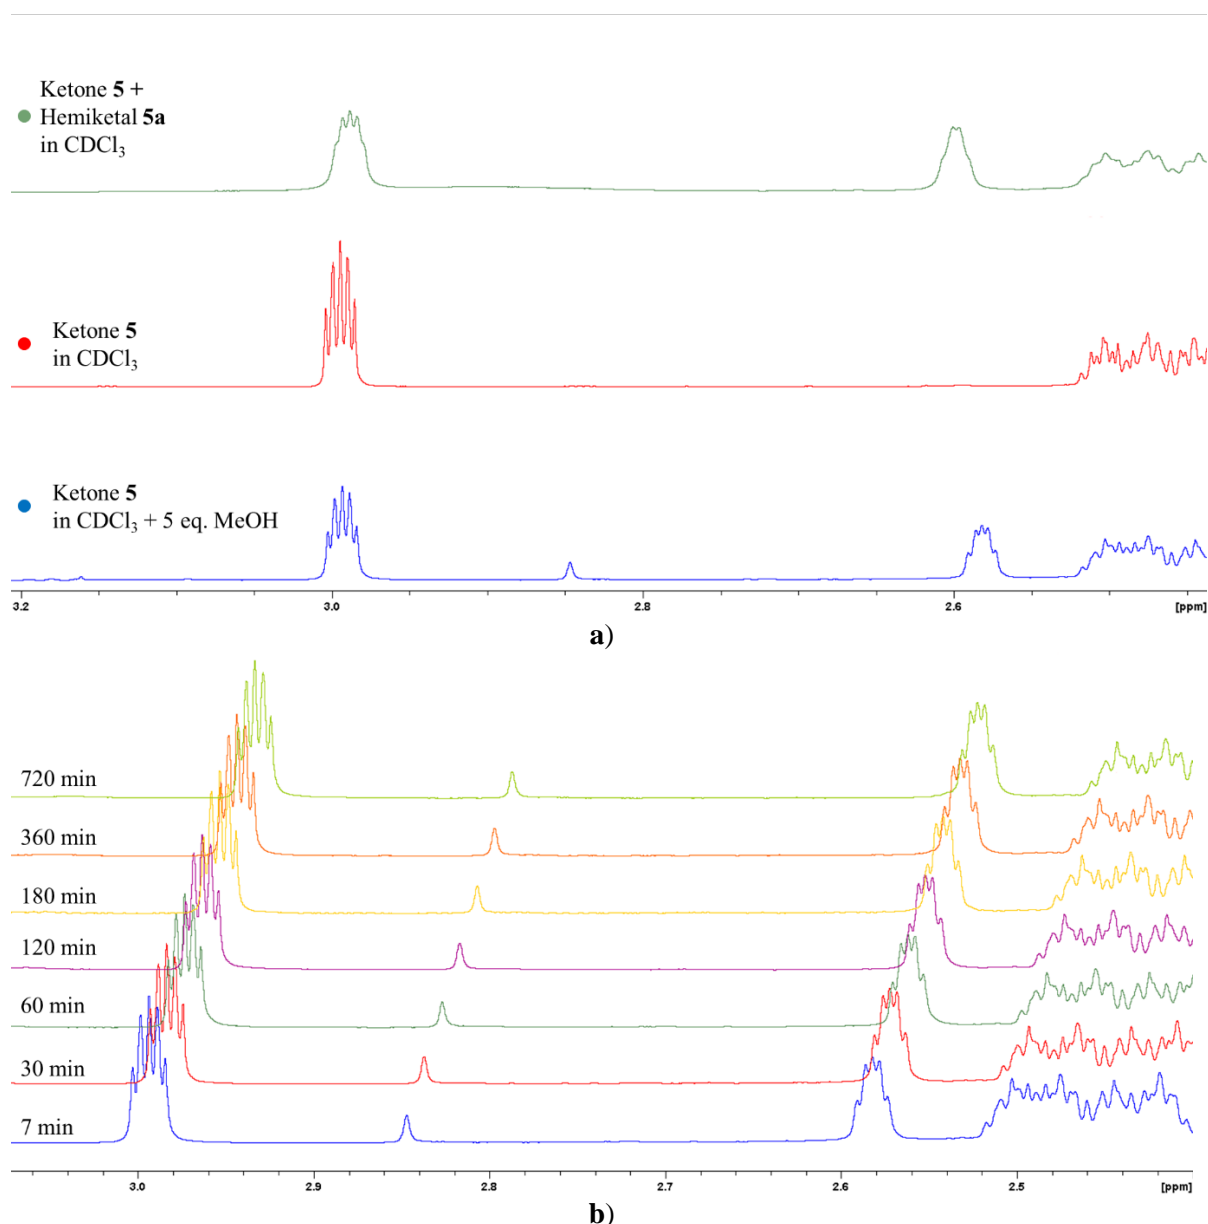 Ketone 5 +
Hemiketal 5a
in CDCl3
Ketone 5
in CDCl3
Ketone 5
in CDCl3 + 5 eq. MeOH
3.2 3.0 2.8 2.6 [ppm]
a)
720 min
360 min
180 min
120 min
60 min
30 min
7 min
3.0 2.9 2.8 2.7 2.6 2.5 [ppm]
b)